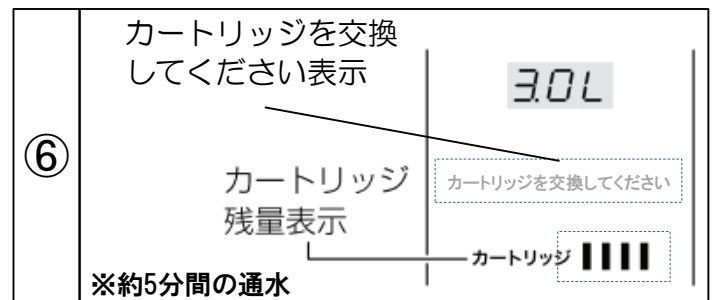 ⑥
カートリッジを交換
してください表示
3.0L
カートリッジを交換してください
カートリッジ
残量表示
カートリッジ
※約5分間の通水